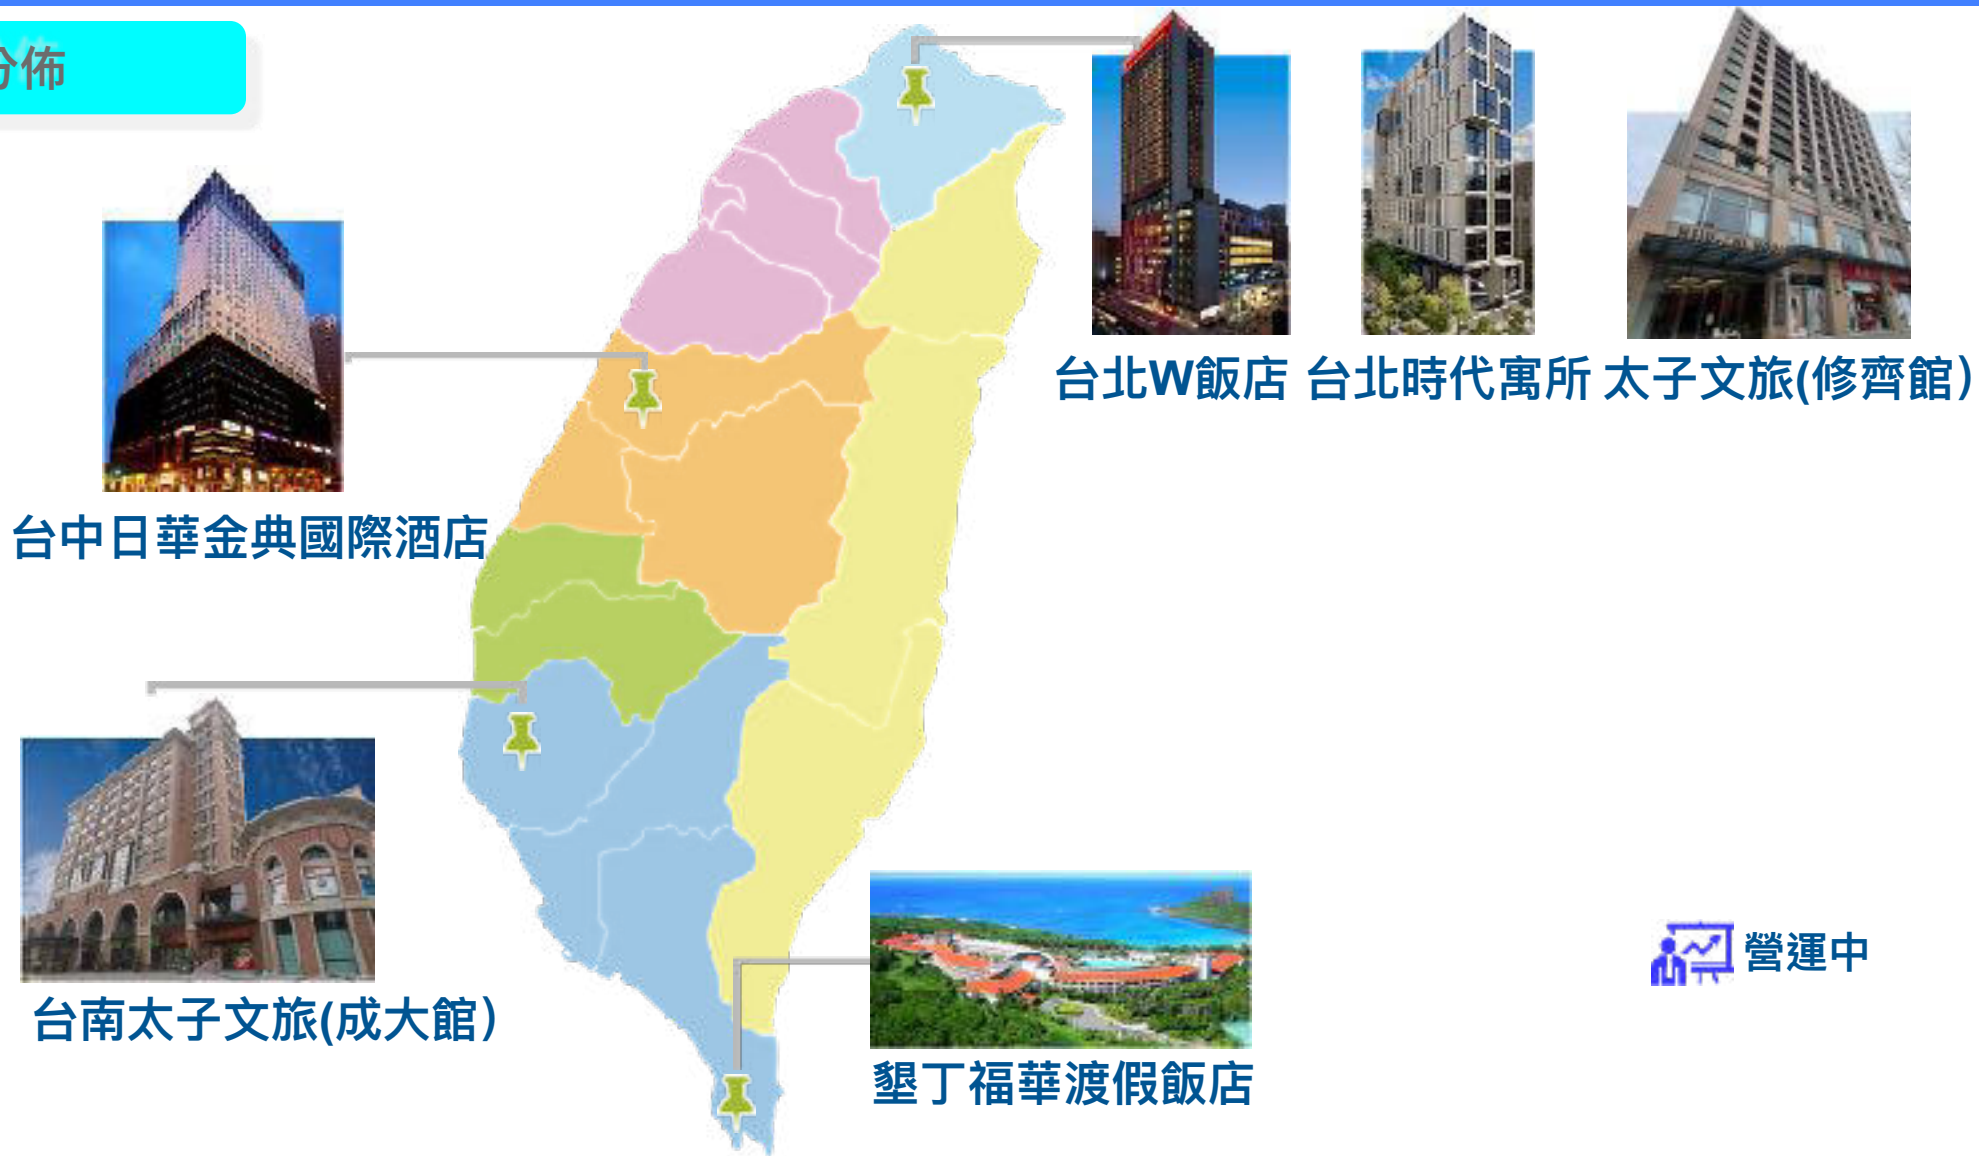 分佈
台北W飯店 台北時代寓所 太子文旅(修齊館）
台中日華金典國際酒店
台南太子文旅(成大館）
墾丁福華渡假飯店
營運中